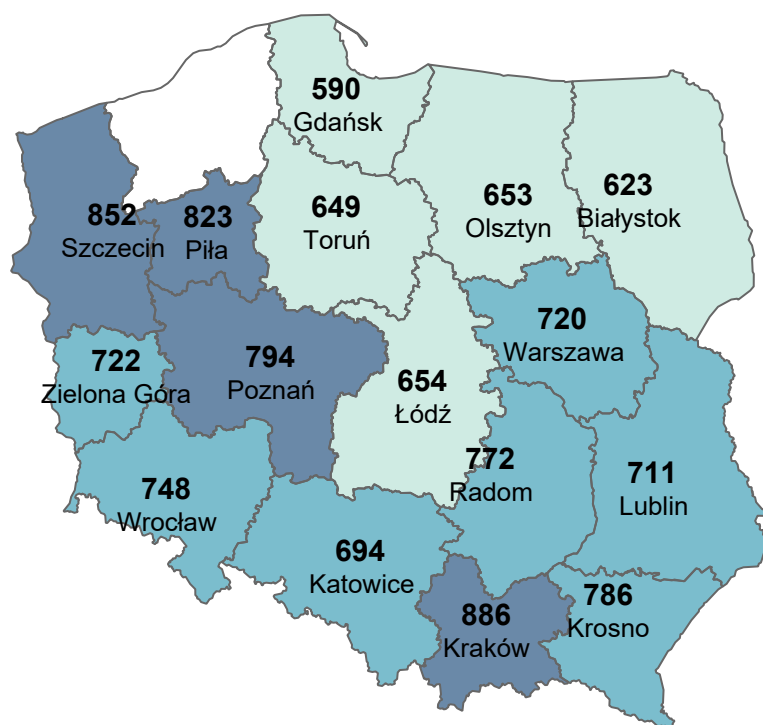 590
Gdańsk
852
Szczecin
823
Piła
649
Toruń
653
Olsztyn
623
Białystok
722
Zielona Góra
794
Poznań
654
Łódź
720
Warszawa
748
Wrocław
694
Katowice
772
Radom
711
Lublin
886
Kraków
786
Krosno